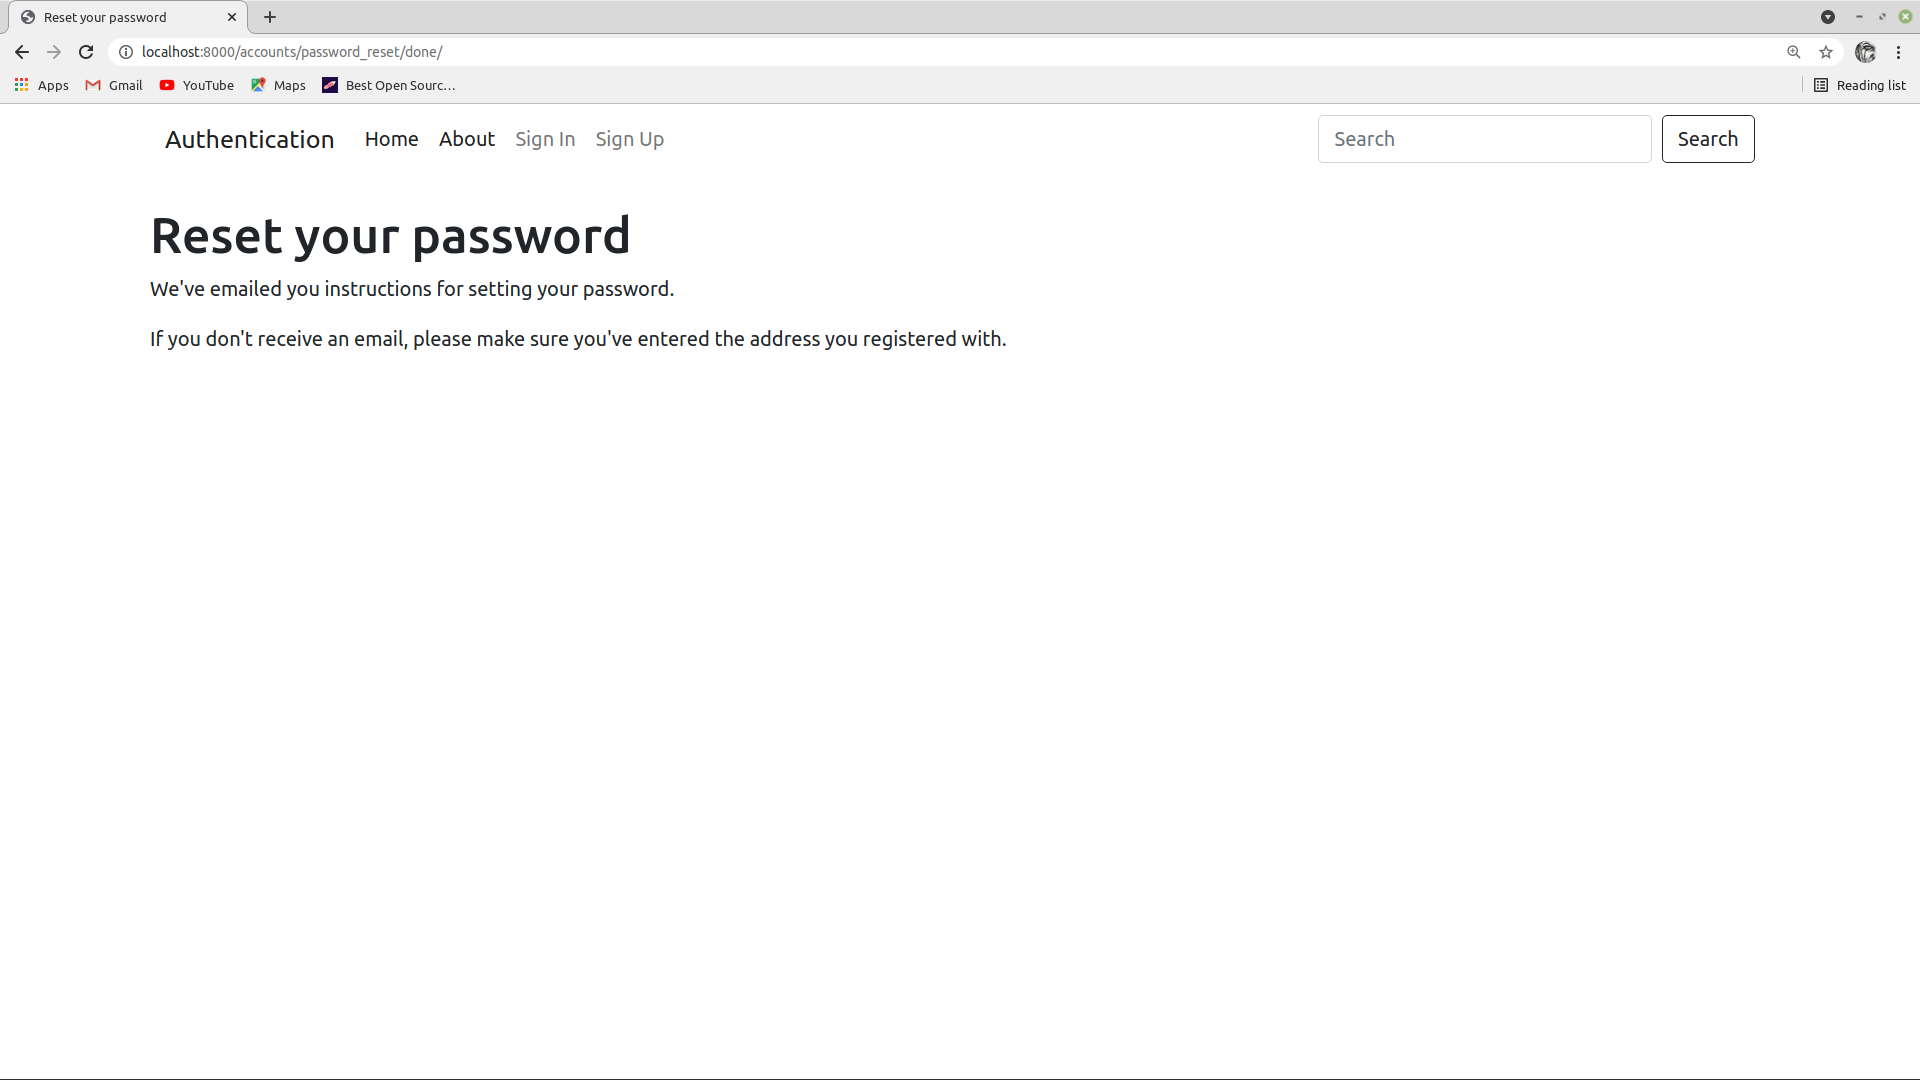 Reset your password
localhost:8000/accounts/password_reset/done/
Apps Gmail YouTube Maps Best Open Sourc... Reading list
Authentication Home About Sign In Sign Up Search Search
Reset your password
We've emailed you instructions for setting your password.
If you don't receive an email, please make sure you've entered the address you registered with.